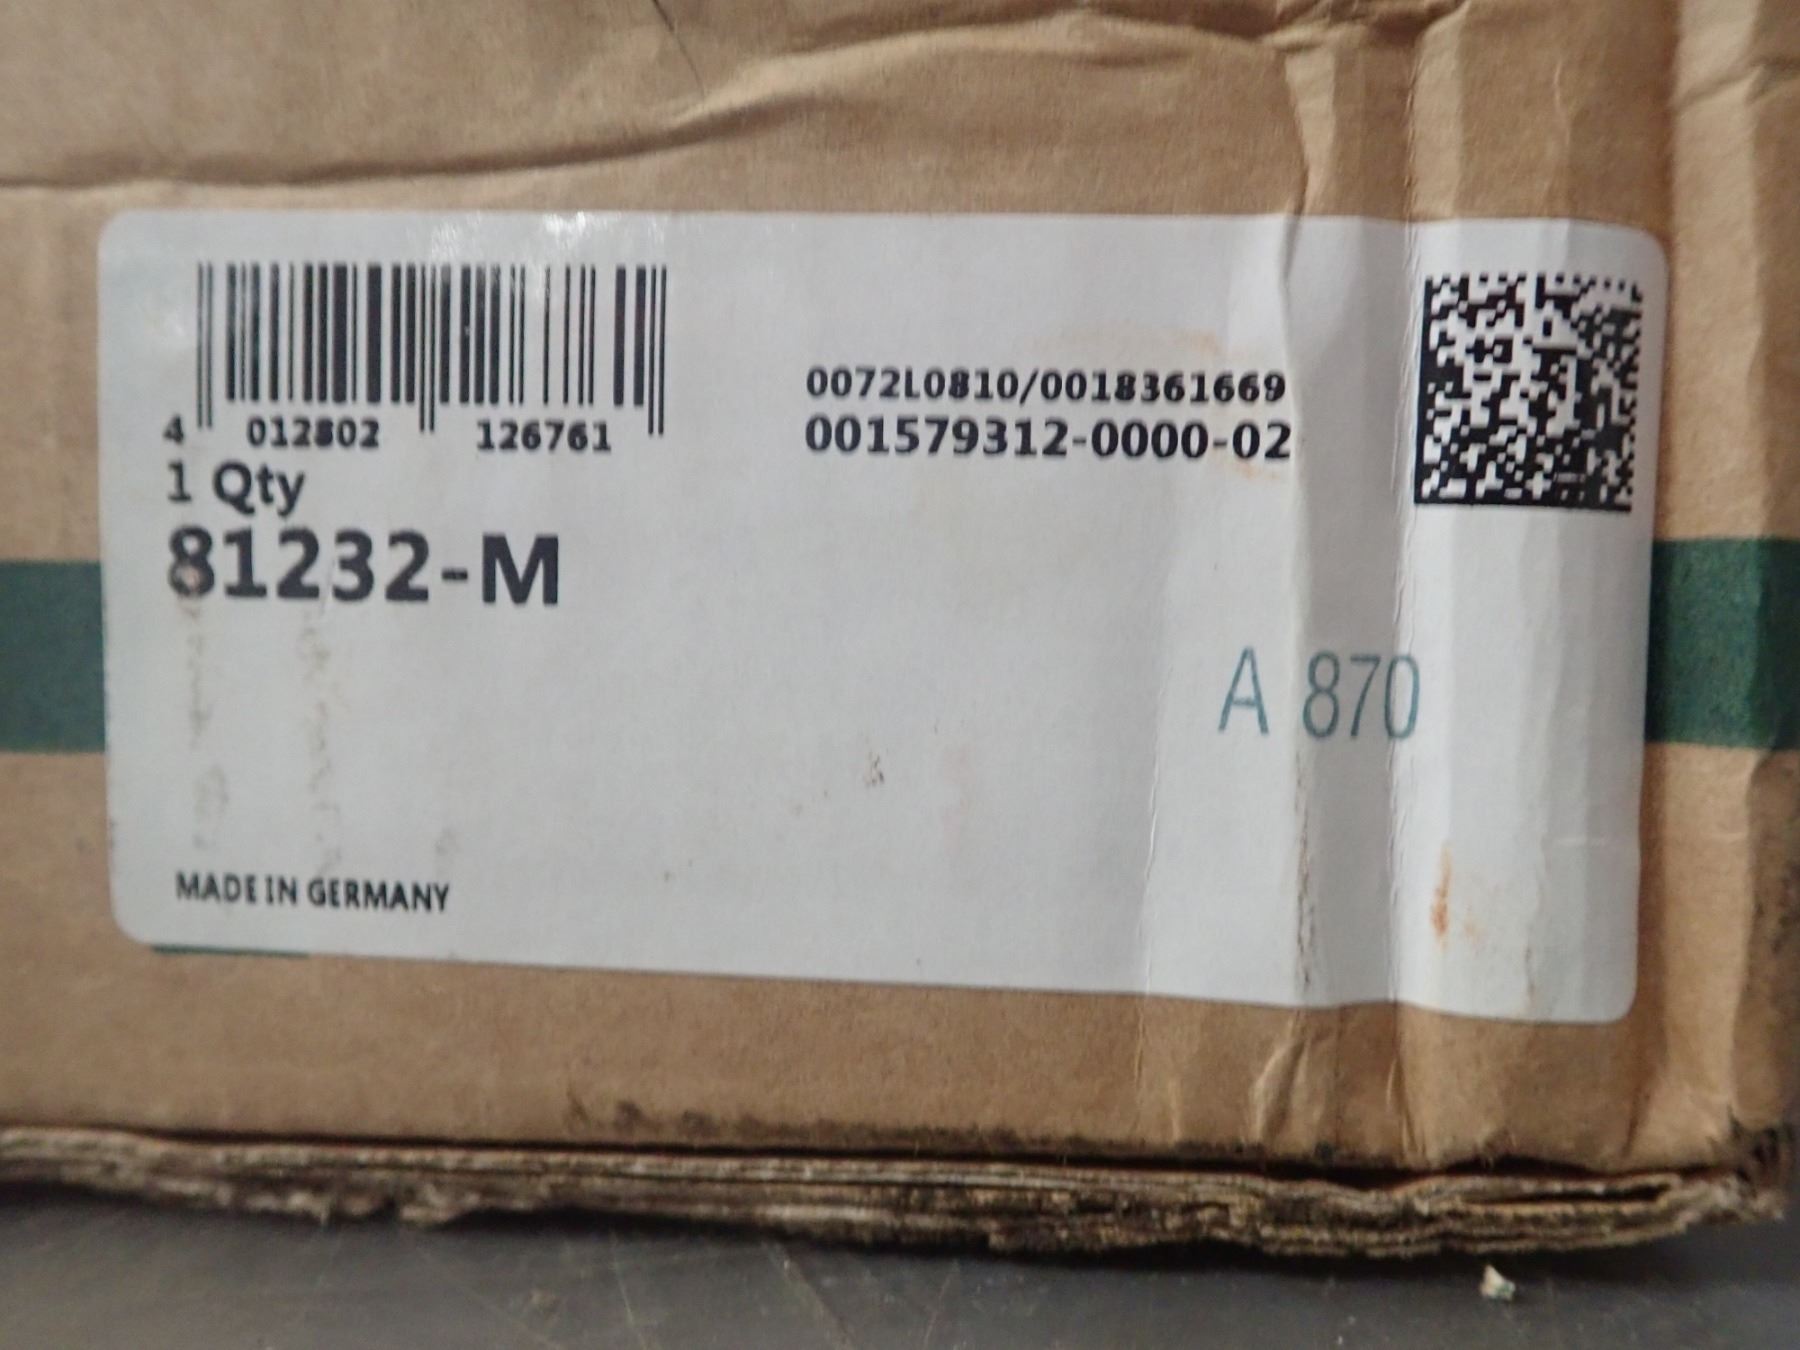 4 012802 126761
1 Qty
81232-M
0072L0810/0018361669
001579312-0000-02
A 870
MADE IN GERMANY